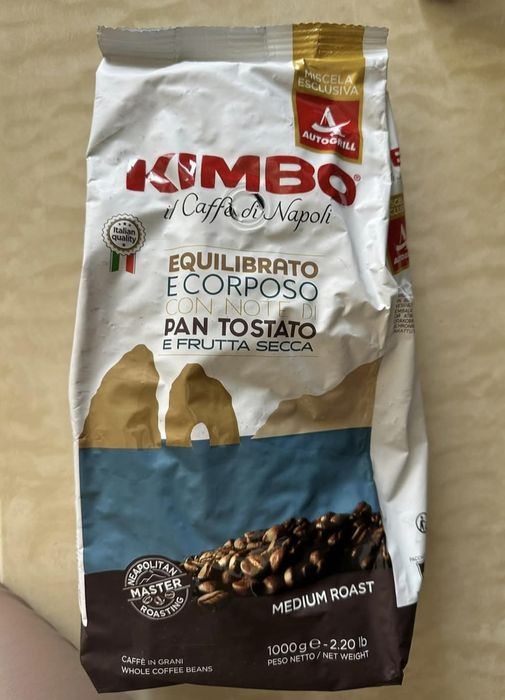 MISCELA
ESCLUSIVA
AUTOGRILL
KIMBO®
il Caffè di Napoli
Italian
quality
EQUILIBRATO
E CORPOSO
CON NOTE DI
PAN TOSTATO
E FRUTTA SECCA
NEAPOLITAN
MASTER
ROASTING
MEDIUM ROAST
1000 g e - 2.20 lb
PESO NETTO / NET WEIGHT
CAFFÈ IN GRANI
WHOLE COFFEE BEANS